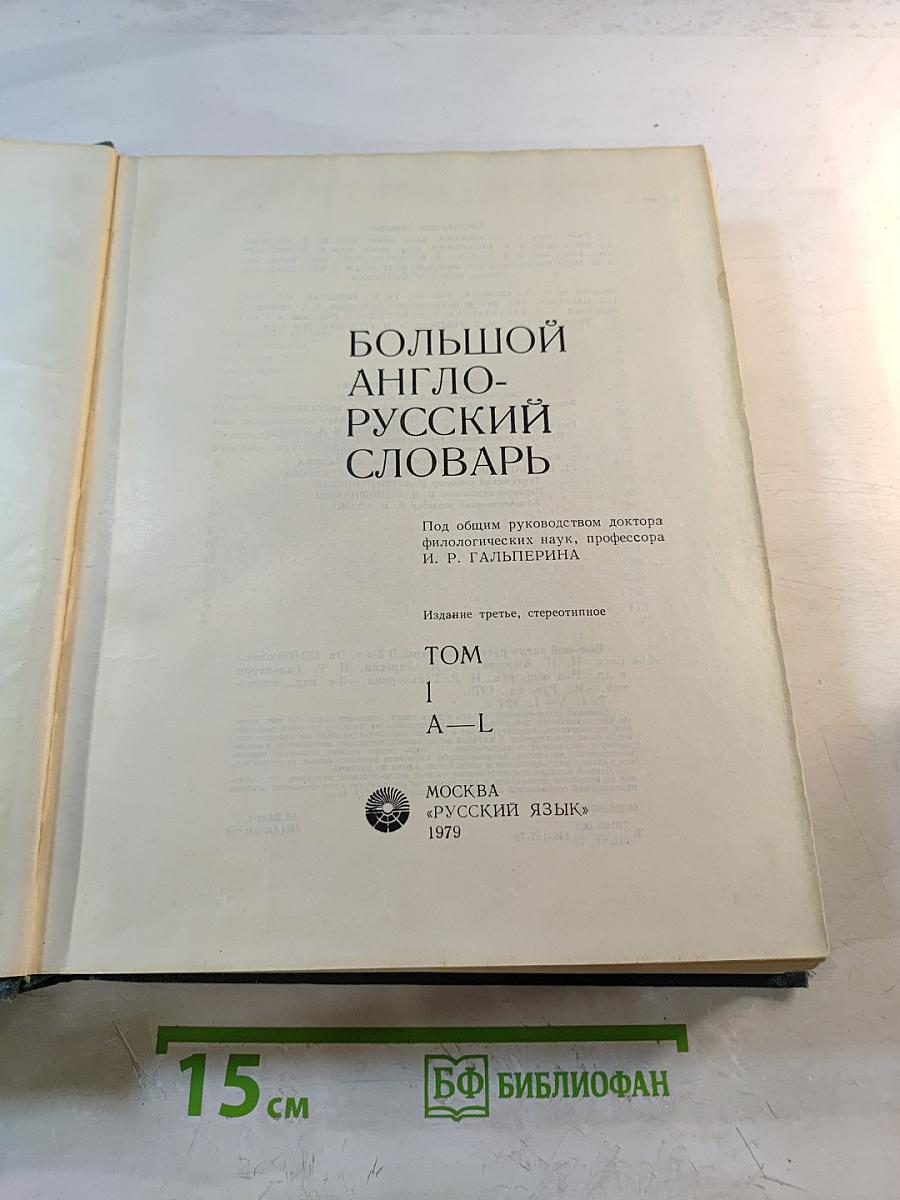 БОЛЬШОЙ
АНГЛО-
РУССКИЙ
СЛОВАРЬ
Под общим руководством доктора
филологических наук, профессора
И. Р. ГАЛЬПЕРИНА
Издание третье, стереотипное
ТОМ
1
A—L
МОСКВА
«РУССКИЙ ЯЗЫК»
1979
15 см
БФ БИБЛИОФАН